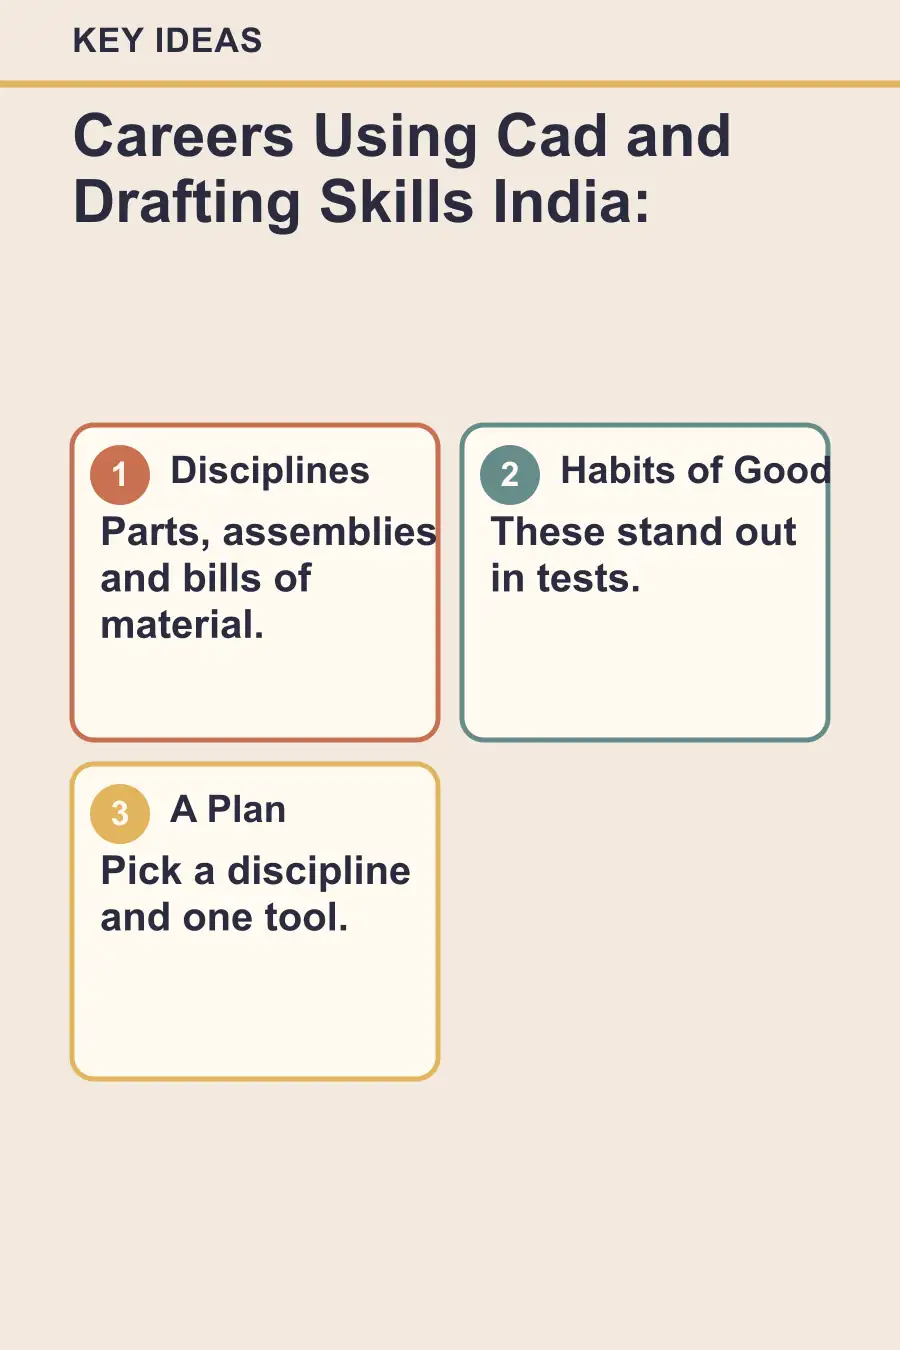 KEY IDEAS
Careers Using Cad and
Drafting Skills India:
1 Disciplines
Parts, assemblies
and bills of
material.
2 Habits of Good
These stand out
in tests.
3 A Plan
Pick a discipline
and one tool.